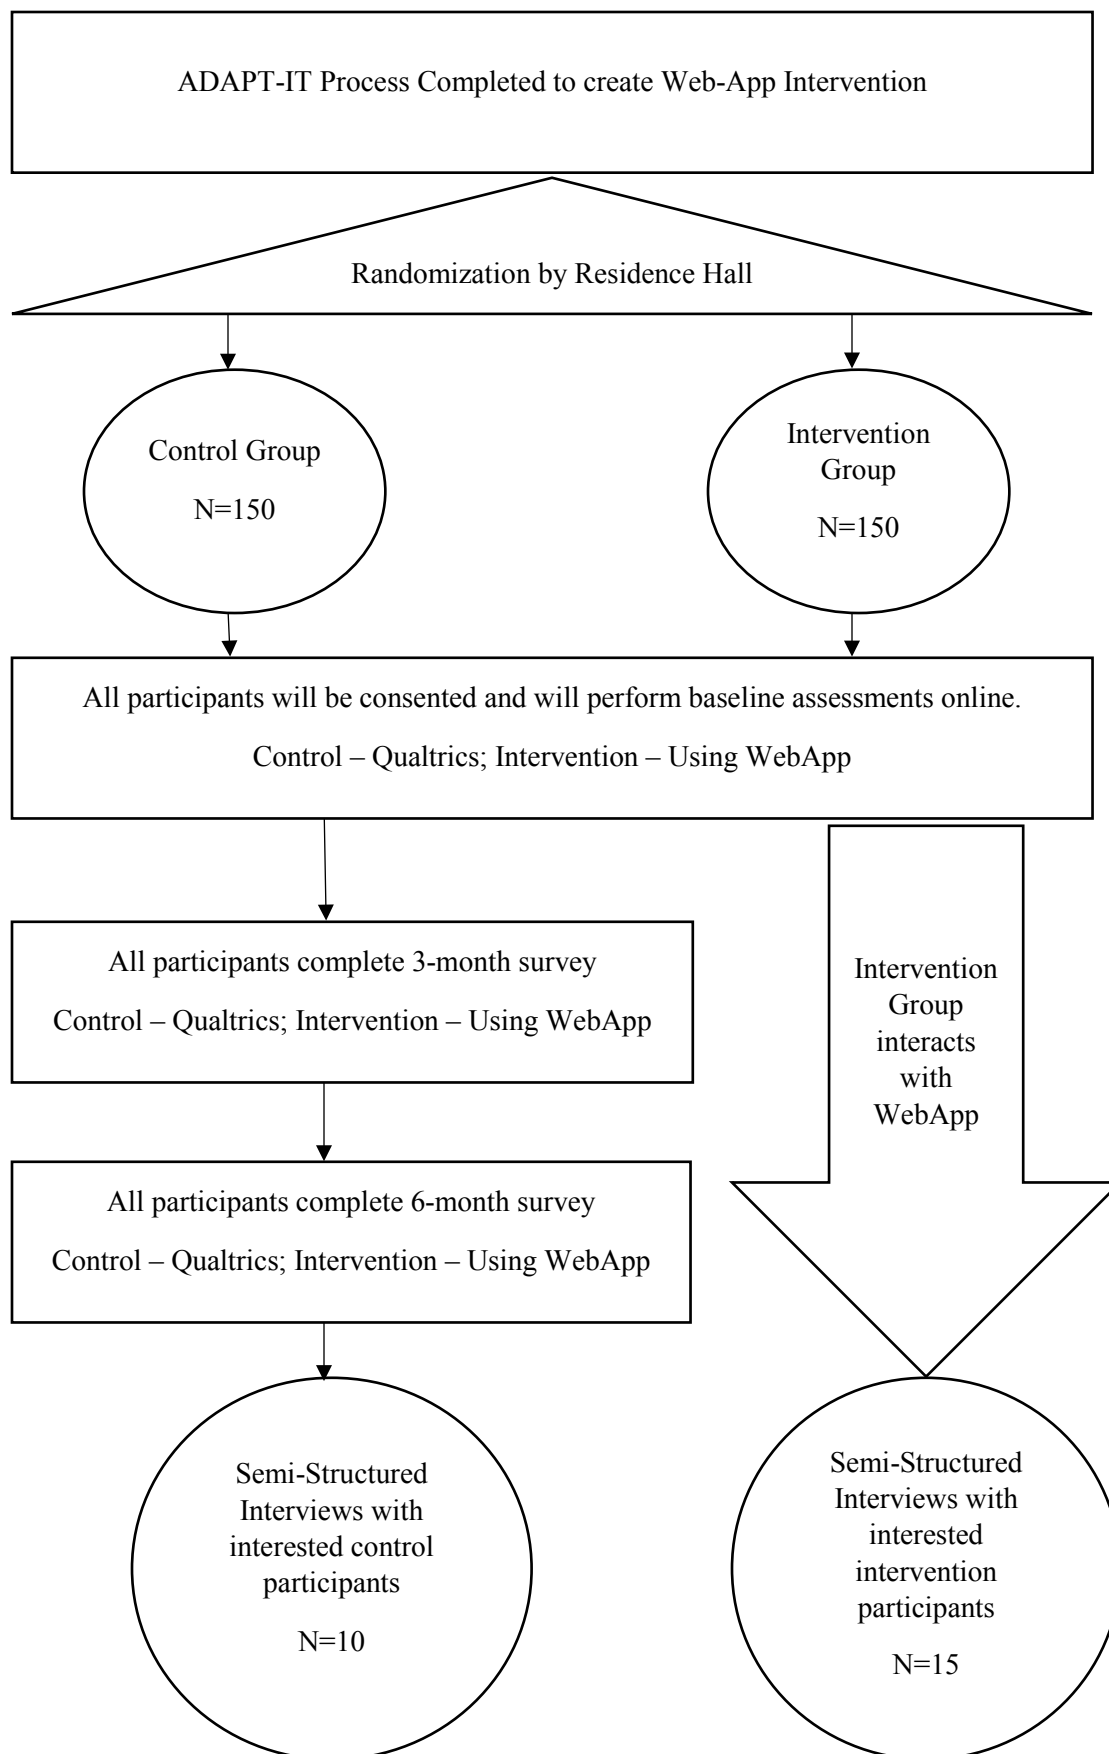 ADAPT-IT Process Completed to create Web-App Intervention
Randomization by Residence Hall
Control Group
N=150
Intervention
Group
N=150
All participants will be consented and will perform baseline assessments online.
Control – Qualtrics; Intervention – Using WebApp
All participants complete 3-month survey
Control – Qualtrics; Intervention – Using WebApp
Intervention
Group
interacts
with
WebApp
All participants complete 6-month survey
Control – Qualtrics; Intervention – Using WebApp
Semi-Structured
Interviews with
interested control
participants
N=10
Semi-Structured
Interviews with
interested
intervention
participants
N=15